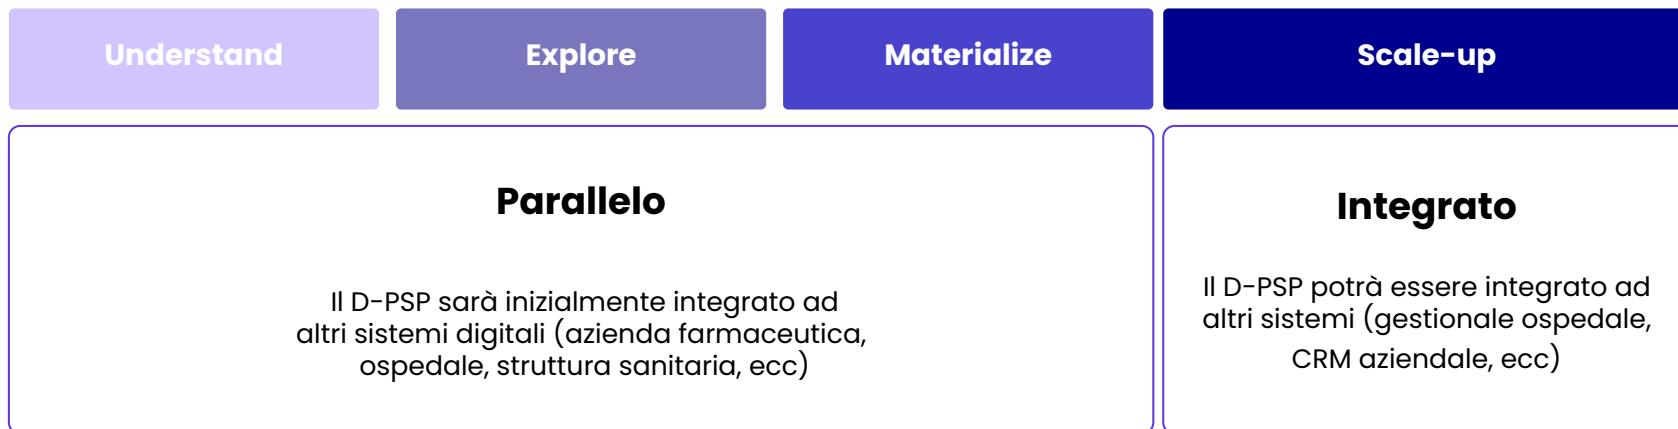 Understand
Explore
Materialize
Scale-up
Parallelo
Il D-PSP sarà inizialmente integrato ad
altri sistemi digitali (azienda farmaceutica,
ospedale, struttura sanitaria, ecc)
Integrato
Il D-PSP potrà essere integrato ad
altri sistemi (gestionale ospedale,
CRM aziendale, ecc)